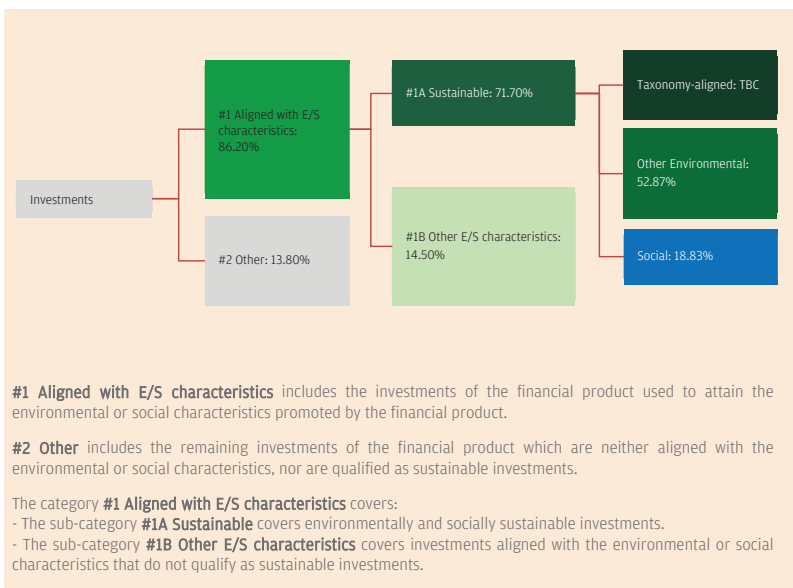 Investments
#1 Aligned with E/S
characteristics:
86.20%
#2 Other: 13.80%
#1A Sustainable: 71.70%
#1B Other E/S characteristics:
14.50%
Taxonomy-aligned: TBC
Other Environmental:
52.87%
Social: 18.83%
#1 Aligned with E/S characteristics includes the investments of the financial product used to attain the
environmental or social characteristics promoted by the financial product.
#2 Other includes the remaining investments of the financial product which are neither aligned with the
environmental or social characteristics, nor are qualified as sustainable investments.
The category #1 Aligned with E/S characteristics covers:
- The sub-category #1A Sustainable covers environmentally and socially sustainable investments.
- The sub-category #1B Other E/S characteristics covers investments aligned with the environmental or social
characteristics that do not qualify as sustainable investments.